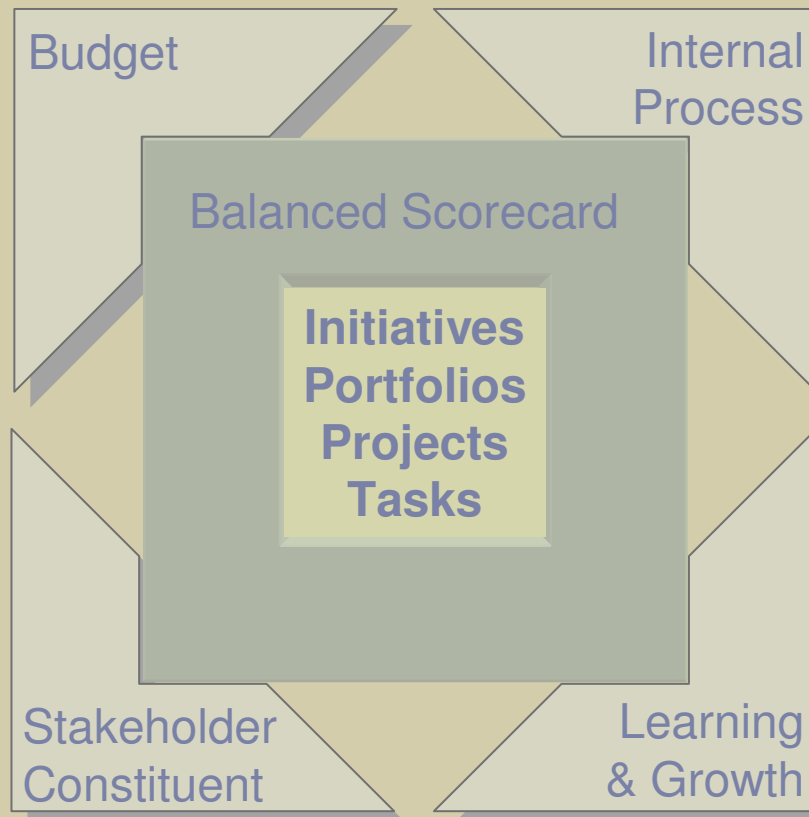 Budget
Internal
Process
Balanced Scorecard
Initiatives
Portfolios
Projects
Tasks
Stakeholder
Constituent
Learning
& Growth